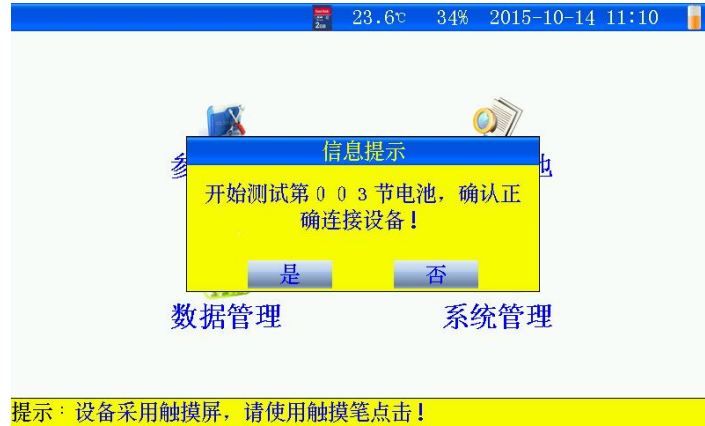 23.6℃ 34% 2015-10-14 11:10
信息提示
开始测试第003节电池，确认正
确连接设备！
是 否
数据管理 系统管理
提示：设备采用触摸屏，请使用触摸笔点击！